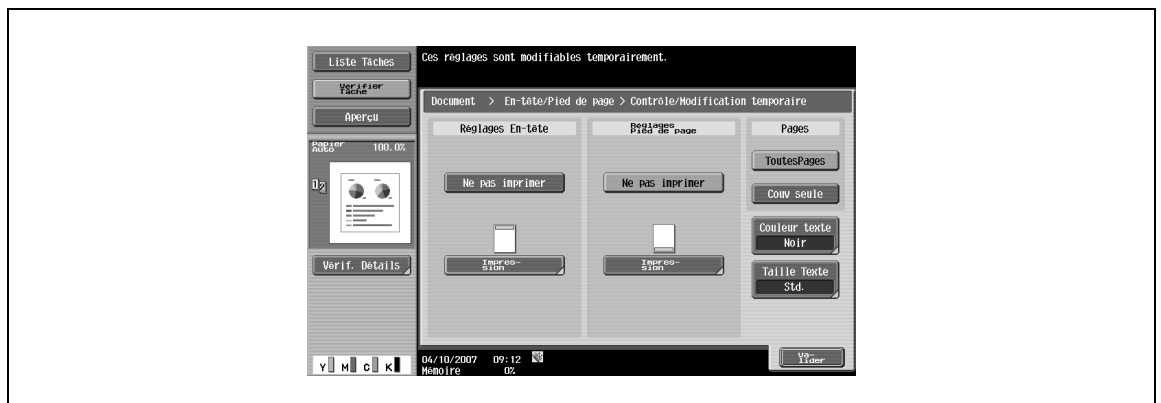 Liste Tâches
Vérifier
Tâche
Aperçu
Papier
Auto 100.0%
Vérif. Détails
Y M C K
Ces réglages sont modifiables temporairement.
Document > En-tête/Pied de page > Contrôle/Modification temporaire
Réglages En-tête
Ne pas imprimer
Impres-
sion
Réglages
Pied de page
Ne pas imprimer
Impres-
sion
Pages
ToutesPages
Couv seule
Couleur texte
Noir
Taille Texte
Std.
04/10/2007 09:12
Mémoire 0%
Va-
lider